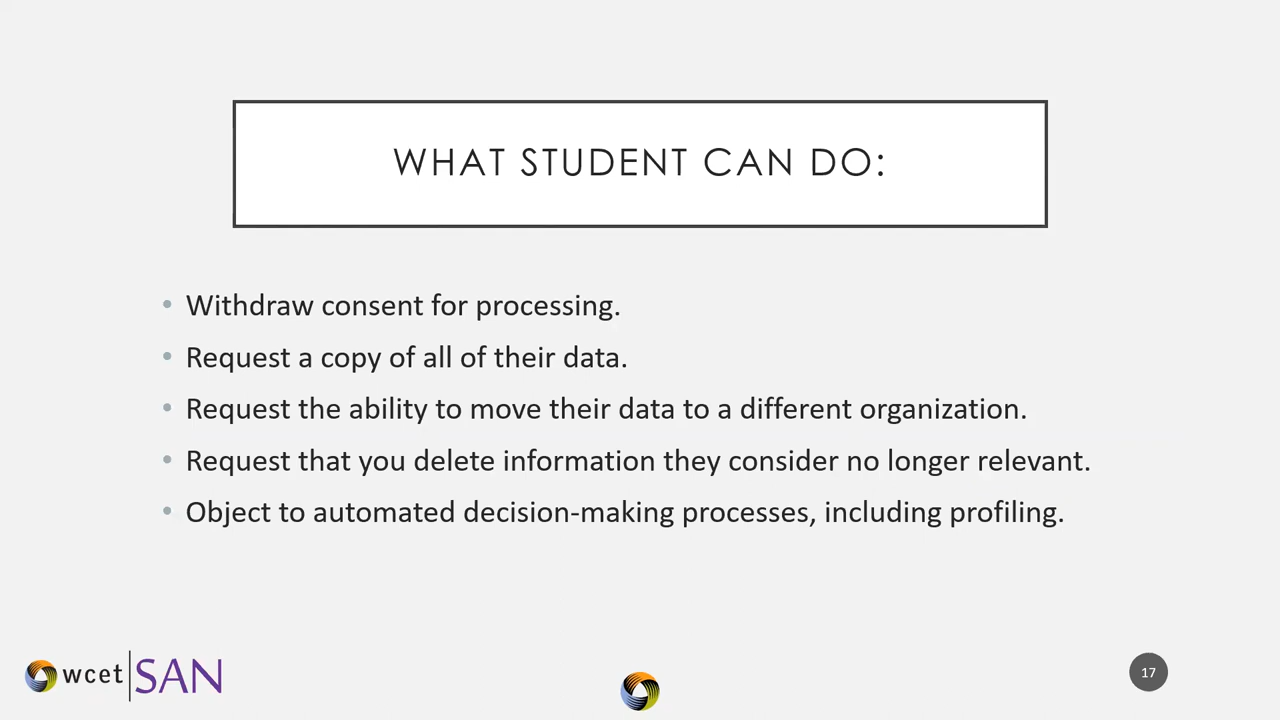 WHAT STUDENT CAN DO:
• Withdraw consent for processing.
• Request a copy of all of their data.
• Request the ability to move their data to a different organization.
• Request that you delete information they consider no longer relevant.
• Object to automated decision-making processes, including profiling.
wcet|SAN
17